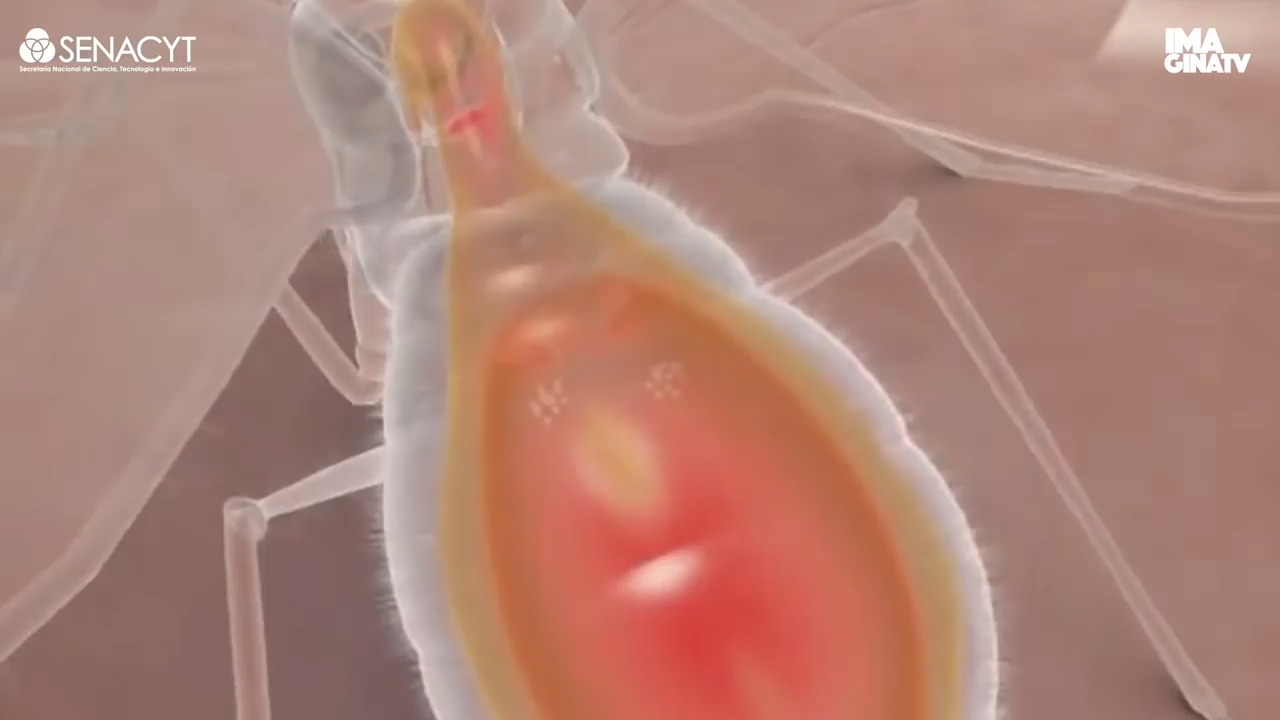 SENACYT
Secretaría Nacional de Ciencia, Tecnología e Innovación
IMA
GINATV